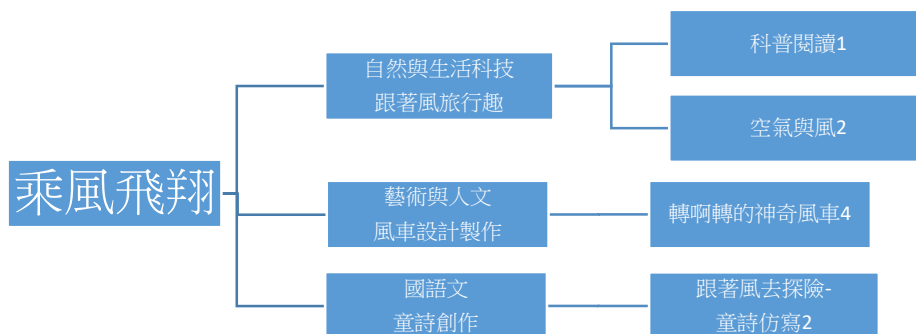 乘風飛翔
自然與生活科技
跟著風旅行趣
科普閱讀1
空氣與風2
藝術與人文
風車設計製作
轉啊轉的神奇風車4
國語文
童詩創作
跟著風去探險-
童詩仿寫2